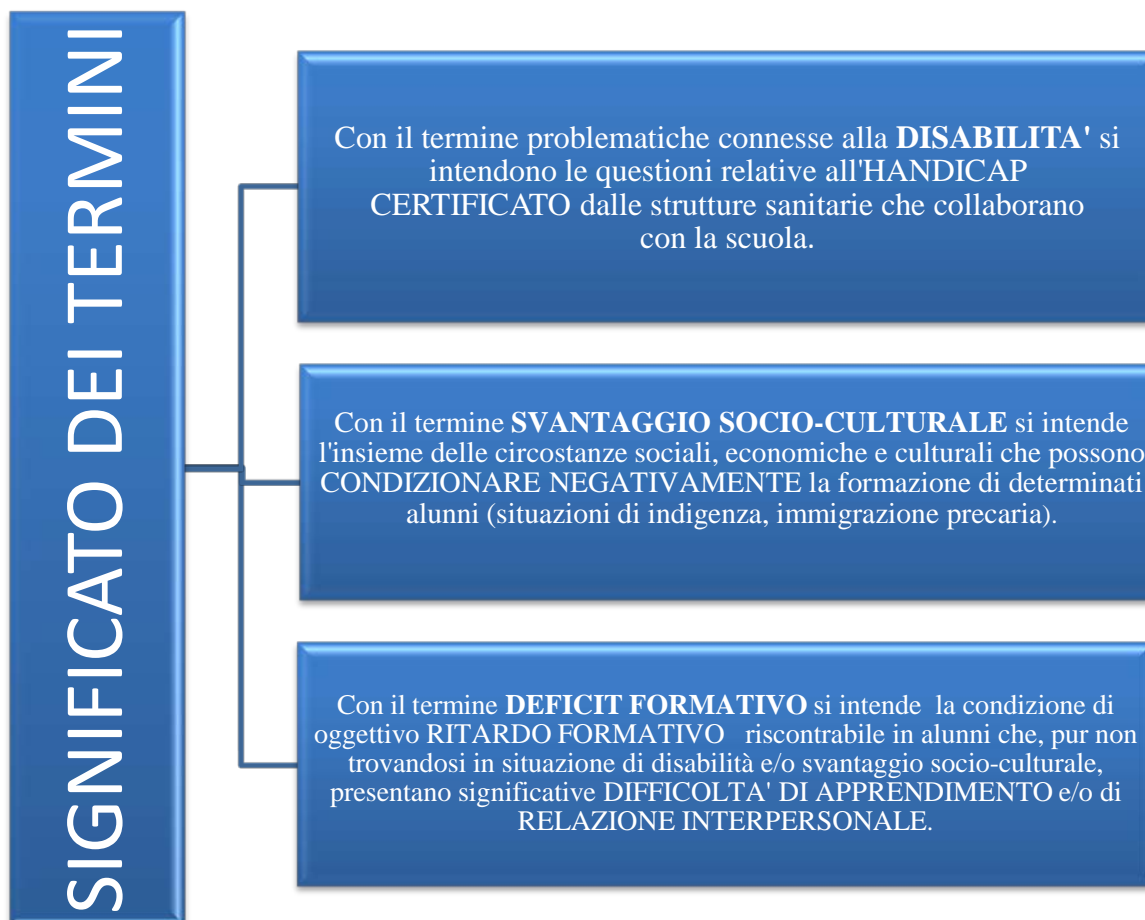 SIGNIFICATO DEI TERMINI
Con il termine problematiche connesse alla DISABILITA' si
intendono le questioni relative all'HANDICAP
CERTIFICATO dalle strutture sanitarie che collaborano
con la scuola.
Con il termine SVANTAGGIO SOCIO-CULTURALE si intende
l'insieme delle circostanze sociali, economiche e culturali che possono
CONDIZIONARE NEGATIVAMENTE la formazione di determinati
alunni (situazioni di indigenza, immigrazione precaria).
Con il termine DEFICIT FORMATIVO si intende la condizione di
oggettivo RITARDO FORMATIVO riscontrabile in alunni che, pur non
trovandosi in situazione di disabilità e/o svantaggio socio-culturale,
presentano significative DIFFICOLTA' DI APPRENDIMENTO e/o di
RELAZIONE INTERPERSONALE.